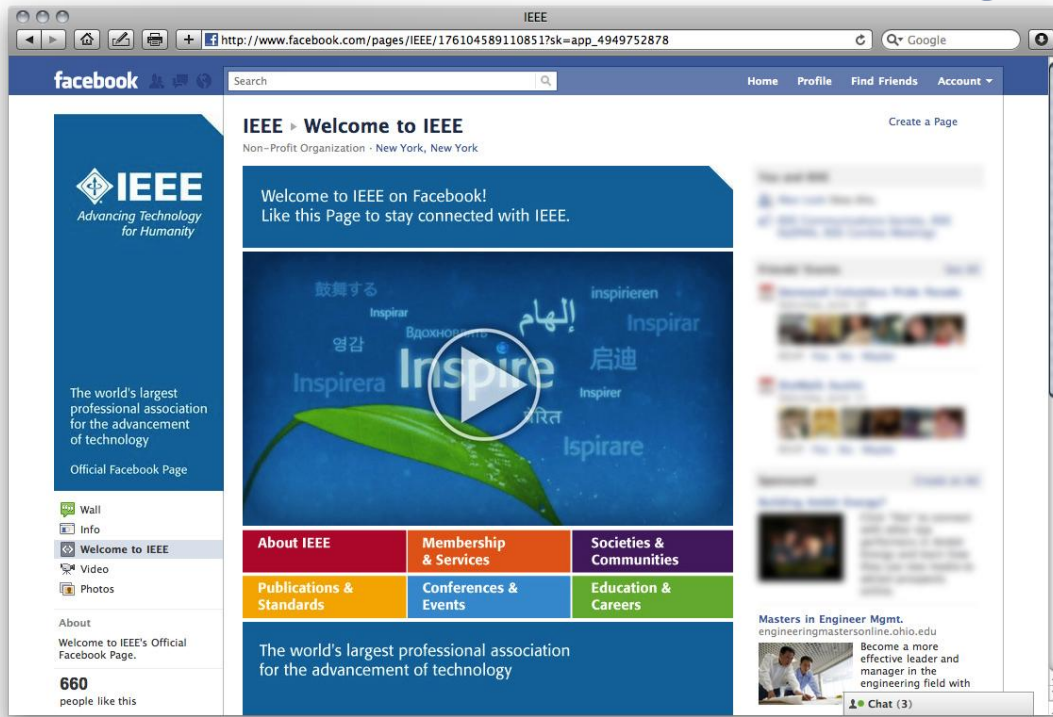 IEEE
http://www.facebook.com/pages/IEEE/176104589110851?sk=app_4949752878
Google
facebook
Search
Home Profile Find Friends Account
IEEE
Advancing Technology
for Humanity
The world's largest
professional association
for the advancement
of technology
Official Facebook Page
Wall
Info
Welcome to IEEE
Video
Photos
About
Welcome to IEEE's Official
Facebook Page.
660
people like this
IEEE ▸ Welcome to IEEE
Non-Profit Organization · New York, New York
Welcome to IEEE on Facebook!
Like this Page to stay connected with IEEE.
鼓舞する
inspirieren
Inspirar
إلهام
Inspirar
Вдохновлять
영감
Inspire
启迪
Inspirera
Inspirer
प्रेरित
Ispirare
About IEEE
Membership
& Services
Societies &
Communities
Publications &
Standards
Conferences &
Events
Education &
Careers
The world's largest professional association
for the advancement of technology
Create a Page
Masters in Engineer Mgmt.
engineeringmastersonline.ohio.edu
Become a more
effective leader and
manager in the
engineering field with
Chat (3)